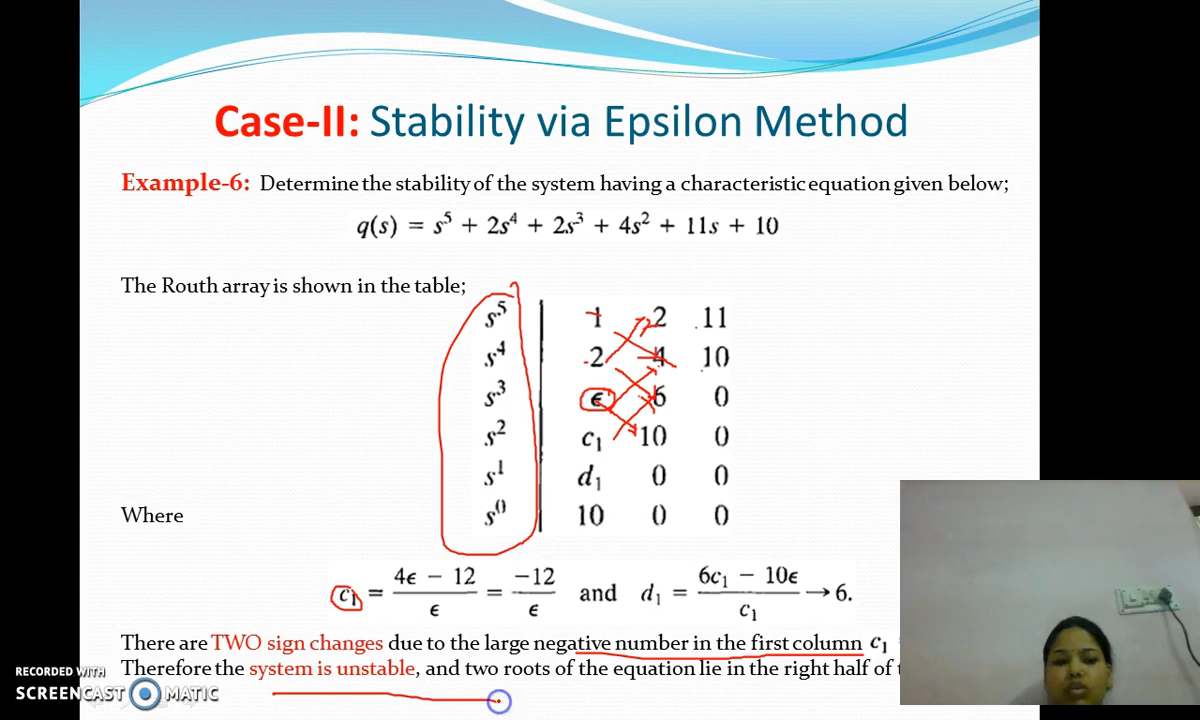 Case-II: Stability via Epsilon Method
Example-6: Determine the stability of the system having a characteristic equation given below;
q(s) = s⁵ + 2s⁴ + 2s³ + 4s² + 11s + 10
The Routh array is shown in the table;
s⁵ 1 2 11
s⁴ 2 4 10
s³ ϵ 6 0
s² c₁ 10 0
s¹ d₁ 0 0
s⁰ 10 0 0
Where
c₁ = (4ϵ − 12)/ϵ = −12/ϵ and d₁ = (6c₁ − 10ϵ)/c₁ → 6.
There are TWO sign changes due to the large negative number in the first column c₁
Therefore the system is unstable, and two roots of the equation lie in the right half of
RECORDED WITH
SCREENCAST MATIC